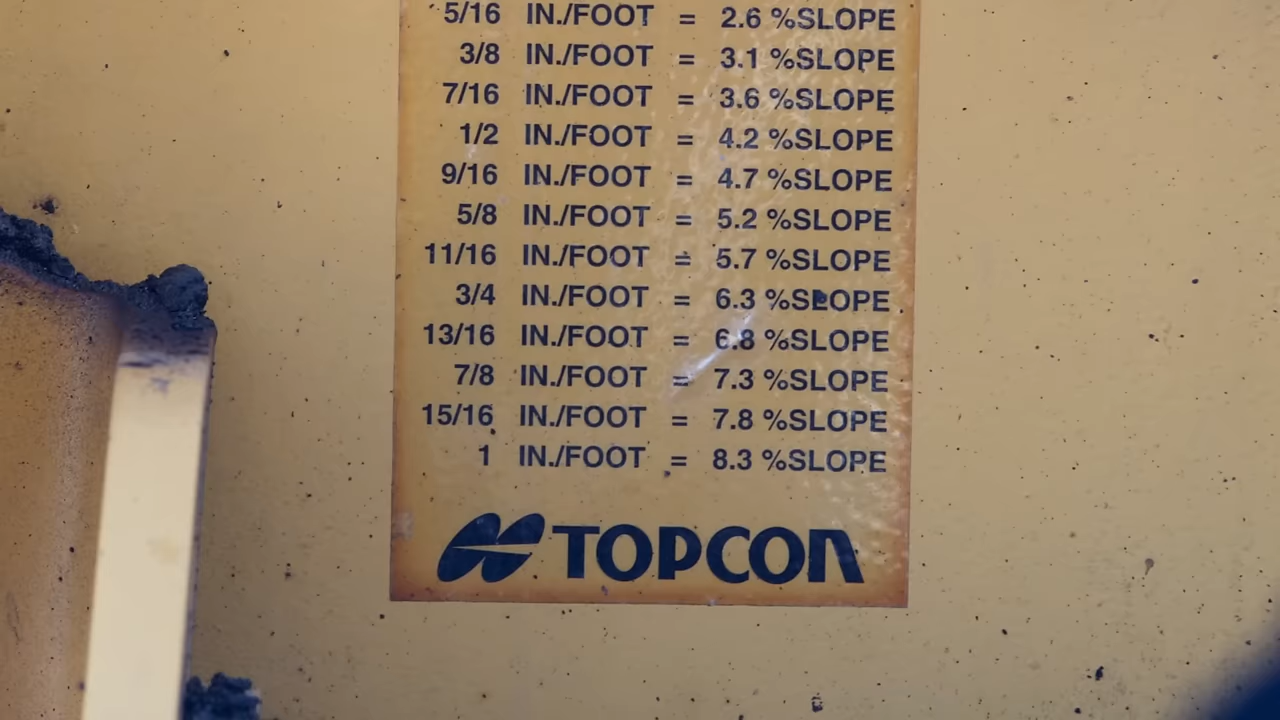 5/16 IN./FOOT = 2.6 %SLOPE
3/8 IN./FOOT = 3.1 %SLOPE
7/16 IN./FOOT = 3.6 %SLOPE
1/2 IN./FOOT = 4.2 %SLOPE
9/16 IN./FOOT = 4.7 %SLOPE
5/8 IN./FOOT = 5.2 %SLOPE
11/16 IN./FOOT = 5.7 %SLOPE
3/4 IN./FOOT = 6.3 %SLOPE
13/16 IN./FOOT = 6.8 %SLOPE
7/8 IN./FOOT = 7.3 %SLOPE
15/16 IN./FOOT = 7.8 %SLOPE
1 IN./FOOT = 8.3 %SLOPE
TOPCON